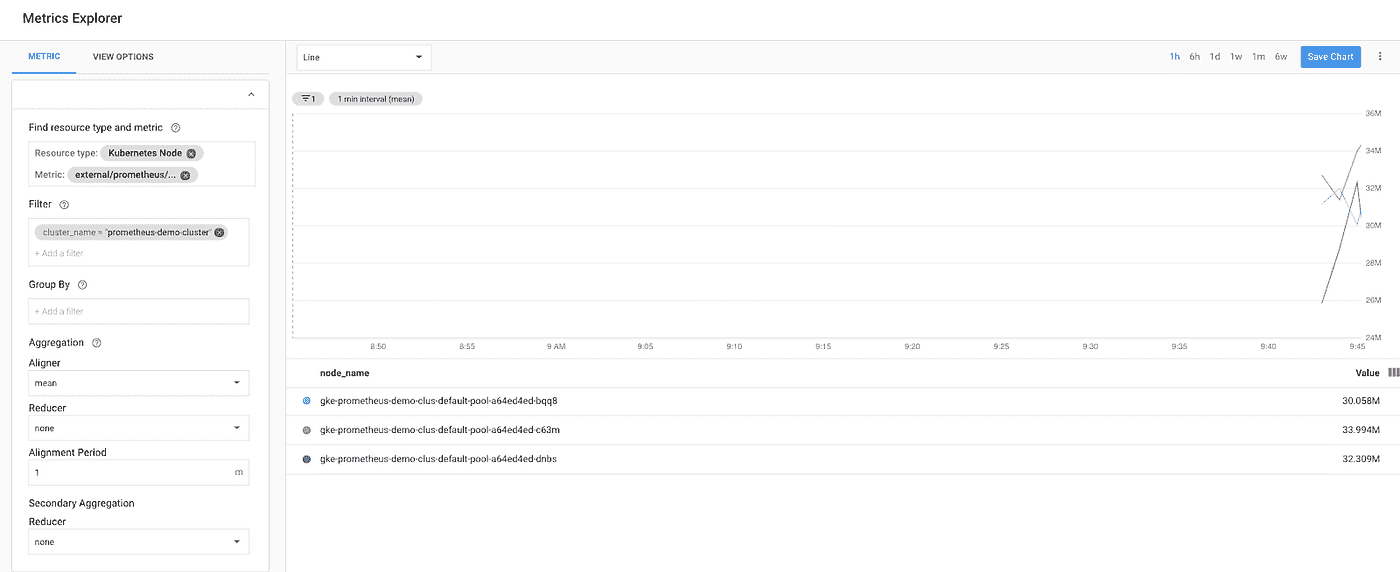 Metrics Explorer
METRIC VIEW OPTIONS
Find resource type and metric
Resource type: Kubernetes Node
Metric: external/prometheus/...
Filter
cluster_name = "prometheus-demo-cluster"
+ Add a filter
Group By
+ Add a filter
Aggregation
Aligner
mean
Reducer
none
Alignment Period
1 m
Secondary Aggregation
Reducer
none
Line
1h 6h 1d 1w 1m 6w Save Chart
1 1 min interval (mean)
36M
34M
32M
30M
28M
26M
24M
8:50 8:55 9 AM 9:05 9:10 9:15 9:20 9:25 9:30 9:35 9:40 9:45
node_name Value
gke-prometheus-demo-clus-default-pool-a64ed4ed-bqq8 30.058M
gke-prometheus-demo-clus-default-pool-a64ed4ed-c63m 33.994M
gke-prometheus-demo-clus-default-pool-a64ed4ed-dnbs 32.309M